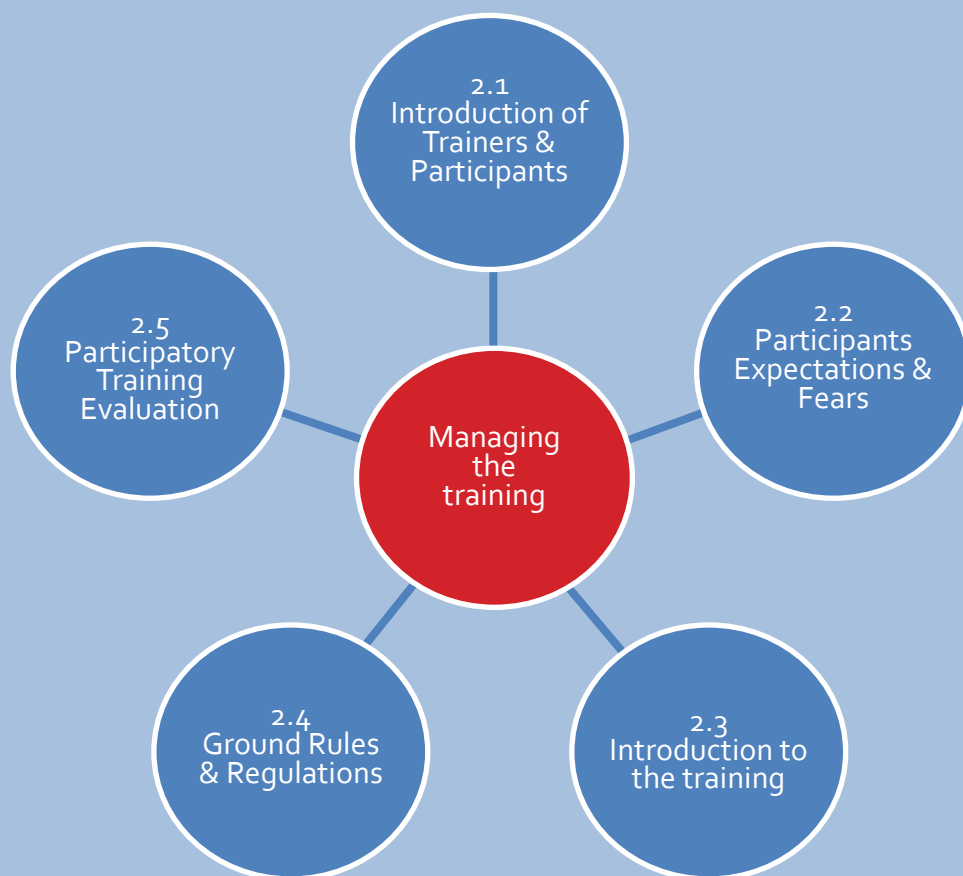 2.1
Introduction of
Trainers &
Participants
2.2
Participants
Expectations &
Fears
2.3
Introduction to
the training
2.4
Ground Rules
& Regulations
2.5
Participatory
Training
Evaluation
Managing
the
training